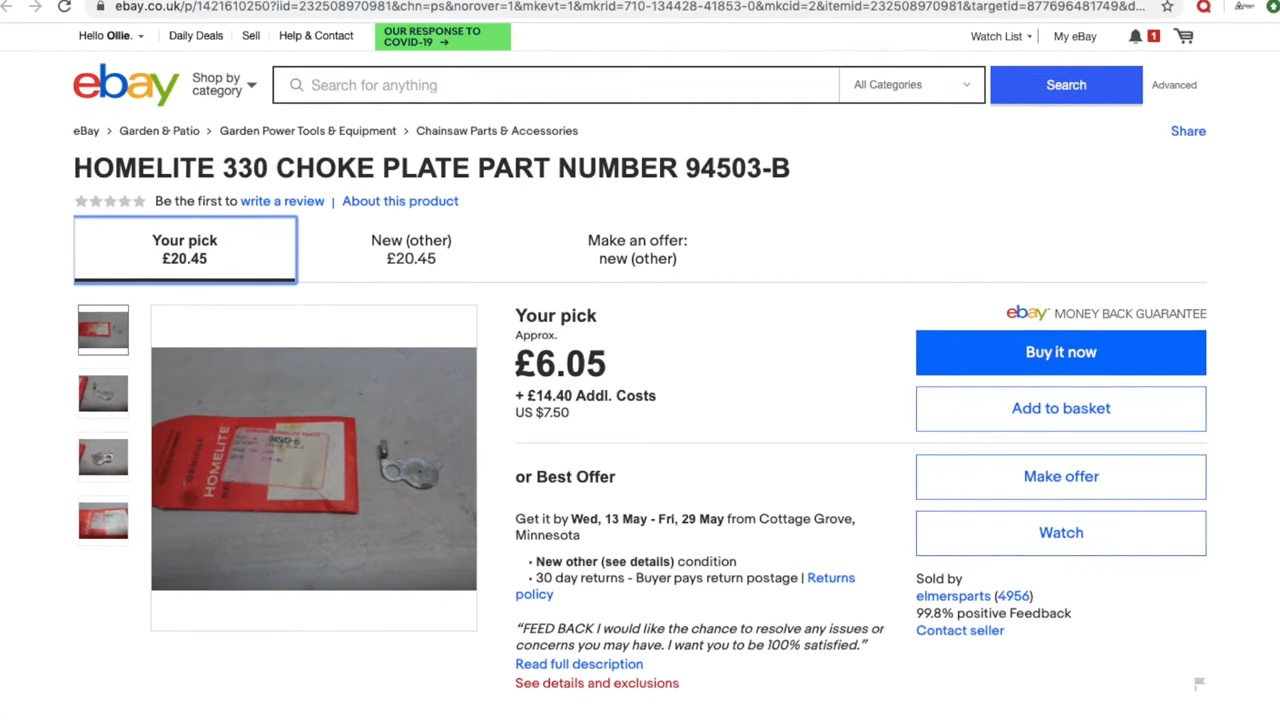 ebay.co.uk/p/1421610250?iid=232508970981&chn=ps&norover=1&mkevt=1&mkrid=710-134428-41853-0&mkcid=2&itemid=232508970981&targetid=877696481749&d...
Hello Ollie. Daily Deals Sell Help & Contact OUR RESPONSE TO COVID-19 → Watch List My eBay 1
ebay Shop by category Search for anything All Categories Search Advanced
eBay > Garden & Patio > Garden Power Tools & Equipment > Chainsaw Parts & Accessories Share
HOMELITE 330 CHOKE PLATE PART NUMBER 94503-B
Be the first to write a review | About this product
Your pick
£20.45
New (other)
£20.45
Make an offer:
new (other)
HOMELITE
94503-B
Your pick
Approx.
£6.05
+ £14.40 Addl. Costs
US $7.50
or Best Offer
Get it by Wed, 13 May - Fri, 29 May from Cottage Grove,
Minnesota
• New other (see details) condition
• 30 day returns - Buyer pays return postage | Returns
policy
“FEED BACK I would like the chance to resolve any issues or
concerns you may have. I want you to be 100% satisfied.”
Read full description
See details and exclusions
ebay MONEY BACK GUARANTEE
Buy it now
Add to basket
Make offer
Watch
Sold by
elmersparts (4956)
99.8% positive Feedback
Contact seller